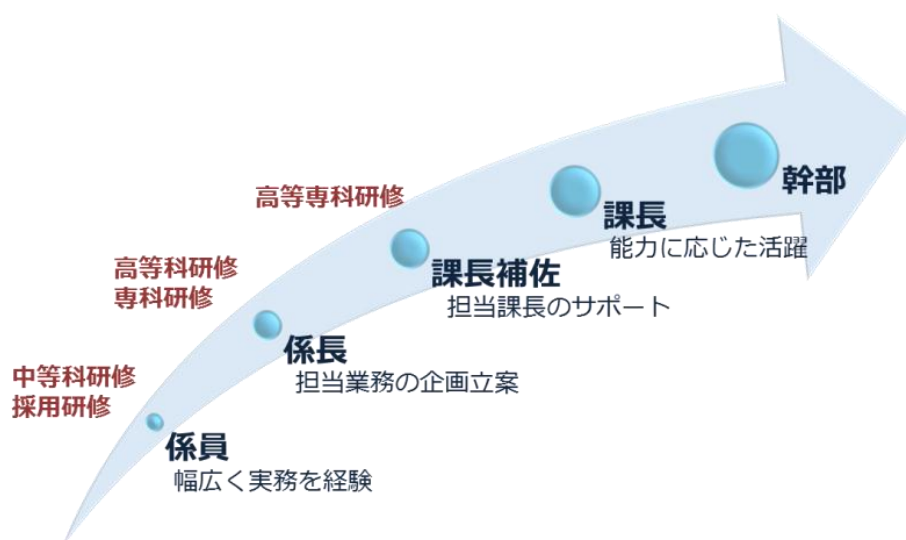 幹部
高等専科研修
課長
能力に応じた活躍
高等科研修
専科研修
課長補佐
担当課長のサポート
係長
担当業務の企画立案
中等科研修
採用研修
係員
幅広く実務を経験